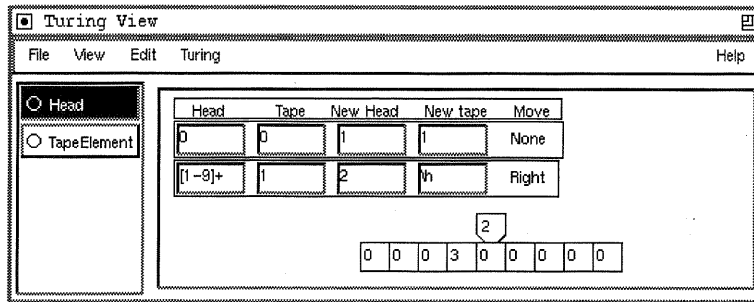 Turing View
File View Edit Turing Help
Head
TapeElement
Head Tape New Head New tape Move
0 0 1 1 None
[1-9]+ 1 2 \h Right
2
0 0 0 3 0 0 0 0 0